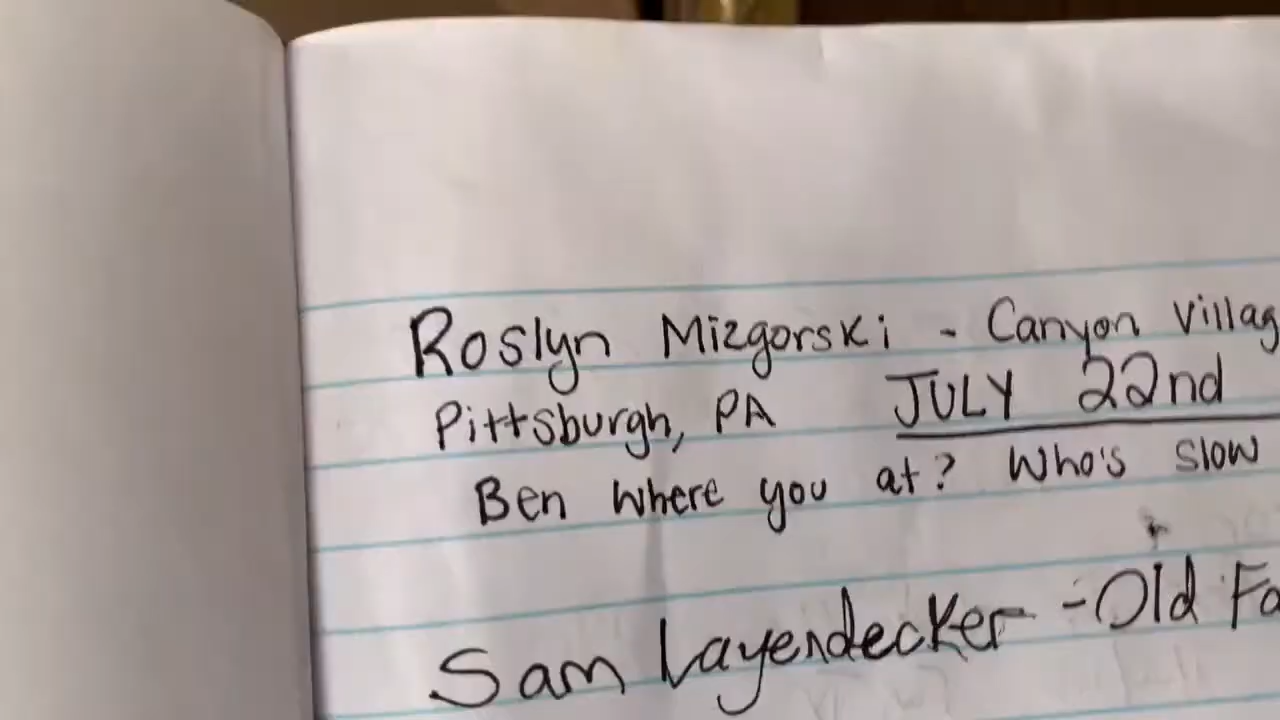 Roslyn Mizgorski - Canyon Villag
Pittsburgh, PA JULY 22nd
Ben where you at? Who's slow
Sam Layendecker - Old Fa